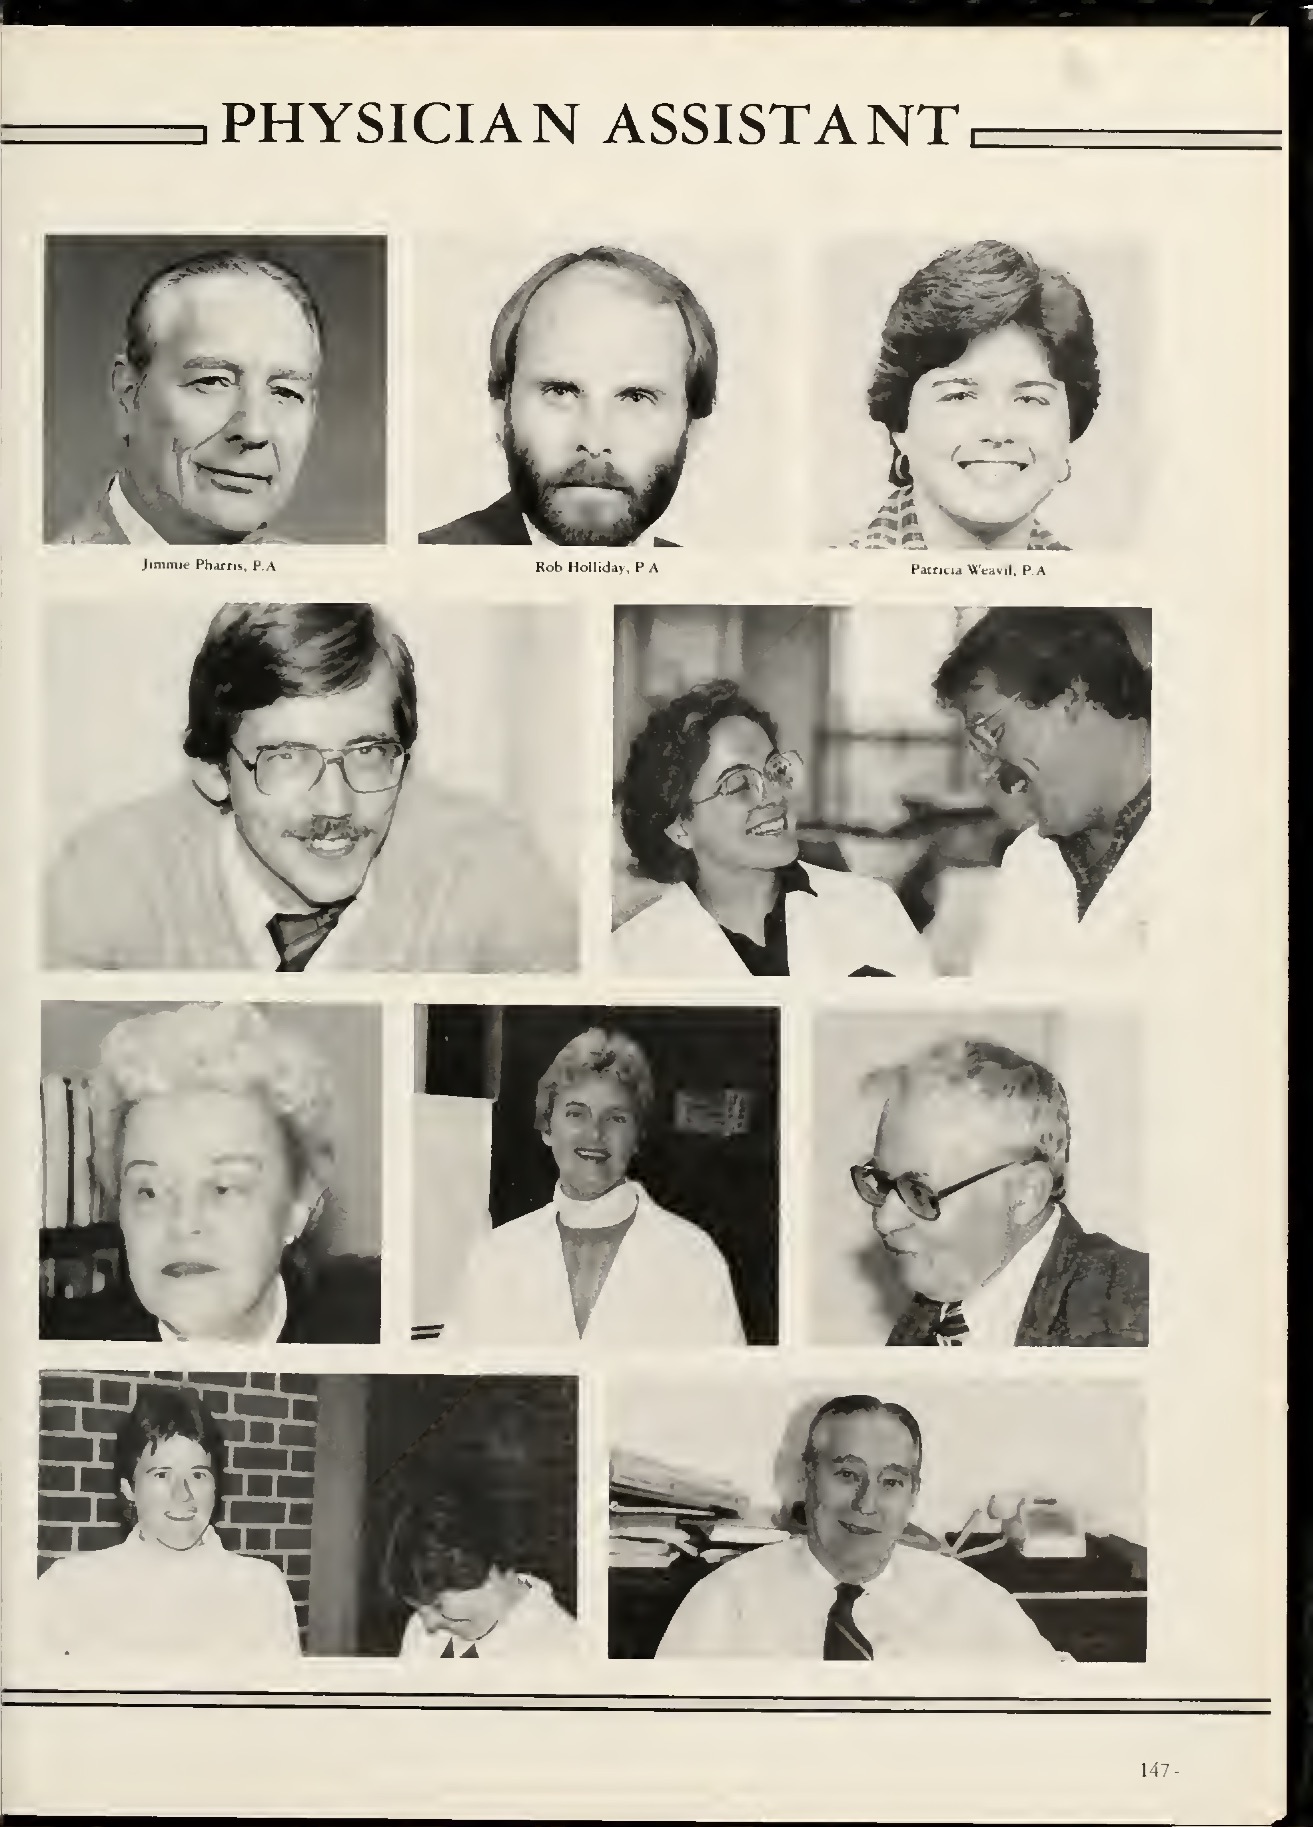 PHYSICIAN ASSISTANT
Jimmie Pharris, P.A
Rob Holliday, P A
Patricia Weavil, P.A
147-